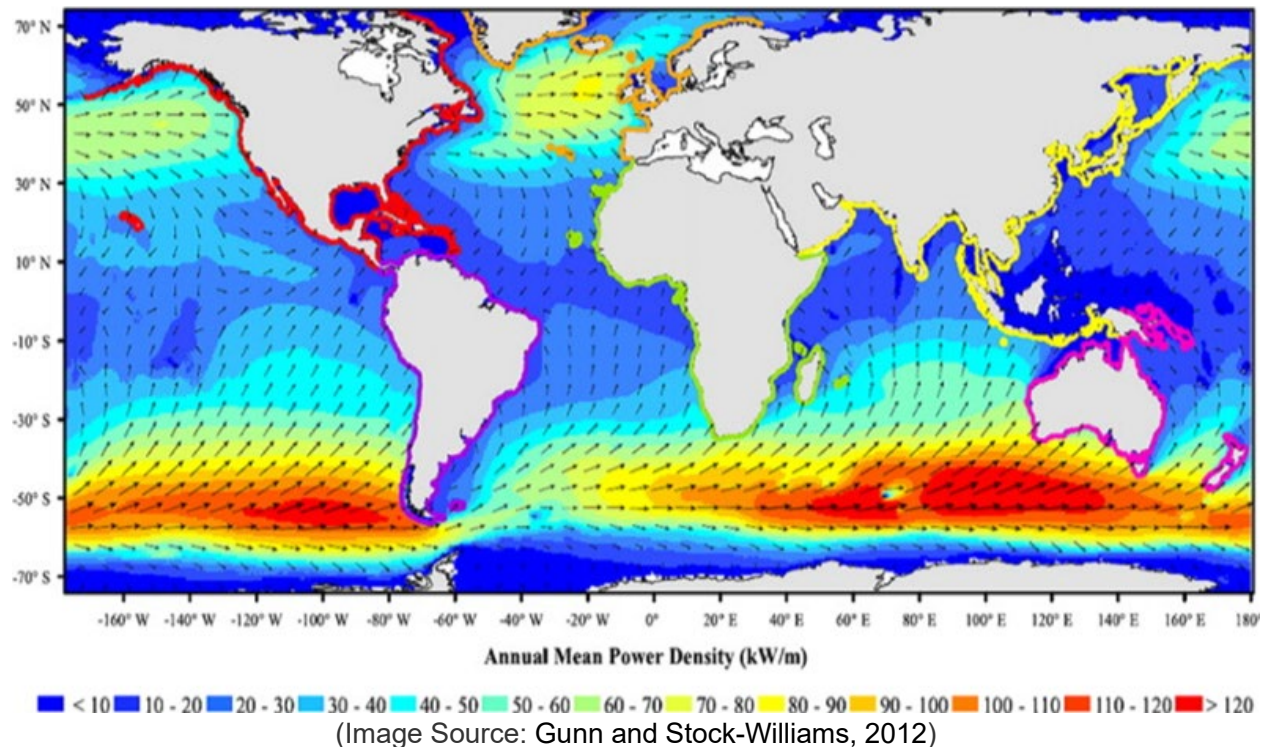 70° N
50° N
30° N
10° N
-10° S
-30° S
-50° S
-70° S
-160° W -140° W -120° W -100° W -80° W -60° W -40° W -20° W 0° 20° E 40° E 60° E 80° E 100° E 120° E 140° E 160° E 180°
Annual Mean Power Density (kW/m)
< 10 10 - 20 20 - 30 30 - 40 40 - 50 50 - 60 60 - 70 70 - 80 80 - 90 90 - 100 100 - 110 110 - 120 > 120
(Image Source: Gunn and Stock-Williams, 2012)